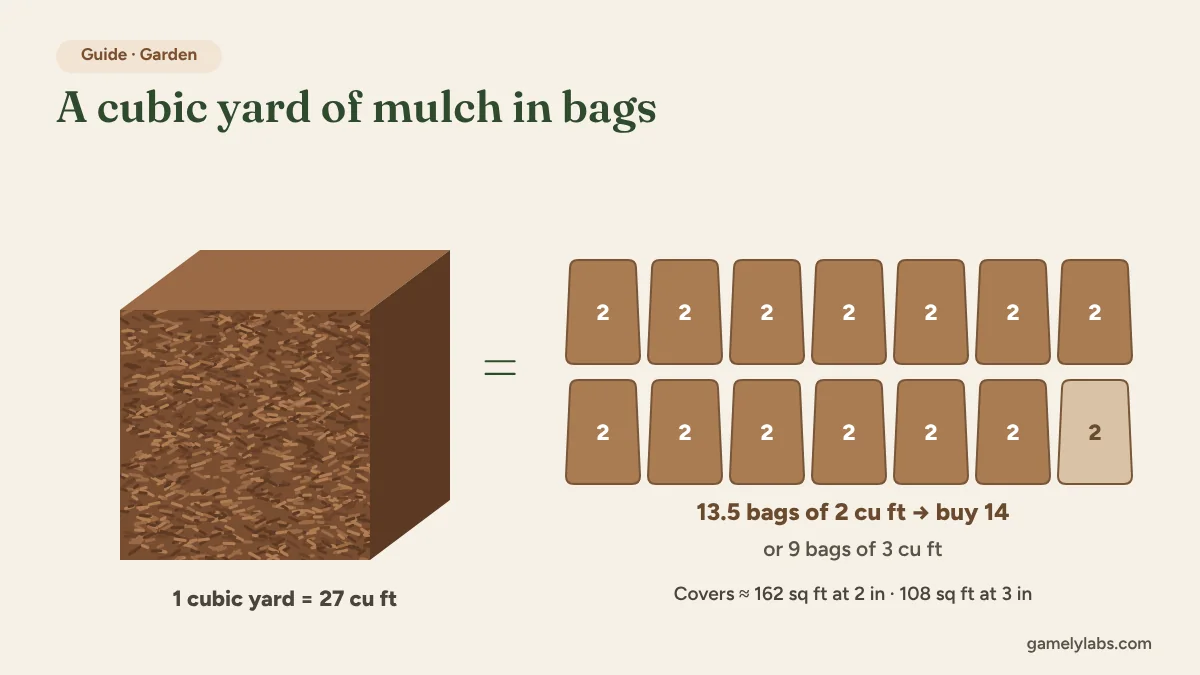 Guide · Garden
A cubic yard of mulch in bags
2 2 2 2 2 2 2
2 2 2 2 2 2 2
13.5 bags of 2 cu ft → buy 14
or 9 bags of 3 cu ft
Covers ≈ 162 sq ft at 2 in · 108 sq ft at 3 in
=
1 cubic yard = 27 cu ft
gamelylabs.com